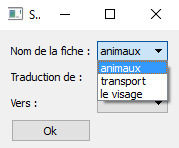 S..
Nom de la fiche : animaux
animaux
Traduction de : transport
le visage
Vers :
Ok